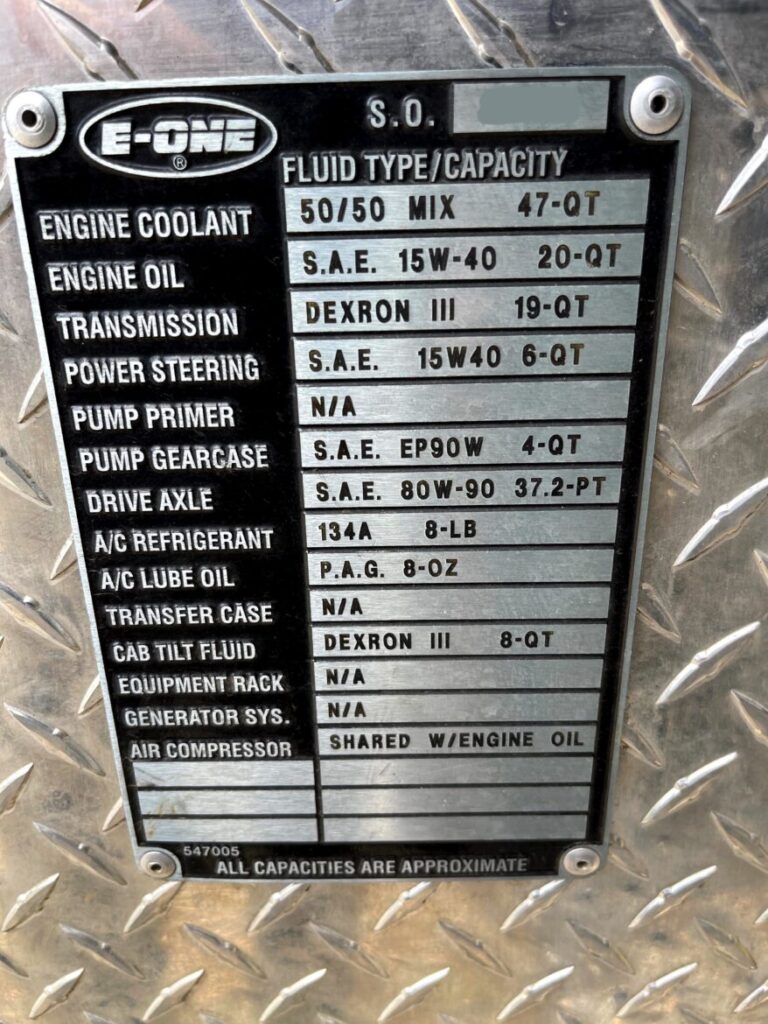 E-ONE ® S.O.
FLUID TYPE/CAPACITY
ENGINE COOLANT 50/50 MIX 47-QT
ENGINE OIL S.A.E. 15W-40 20-QT
TRANSMISSION DEXRON III 19-QT
POWER STEERING S.A.E. 15W40 6-QT
PUMP PRIMER N/A
PUMP GEARCASE S.A.E. EP90W 4-QT
DRIVE AXLE S.A.E. 80W-90 37.2-PT
A/C REFRIGERANT 134A 8-LB
A/C LUBE OIL P.A.G. 8-OZ
TRANSFER CASE N/A
CAB TILT FLUID DEXRON III 8-QT
EQUIPMENT RACK N/A
GENERATOR SYS. N/A
AIR COMPRESSOR SHARED W/ENGINE OIL
547005
ALL CAPACITIES ARE APPROXIMATE